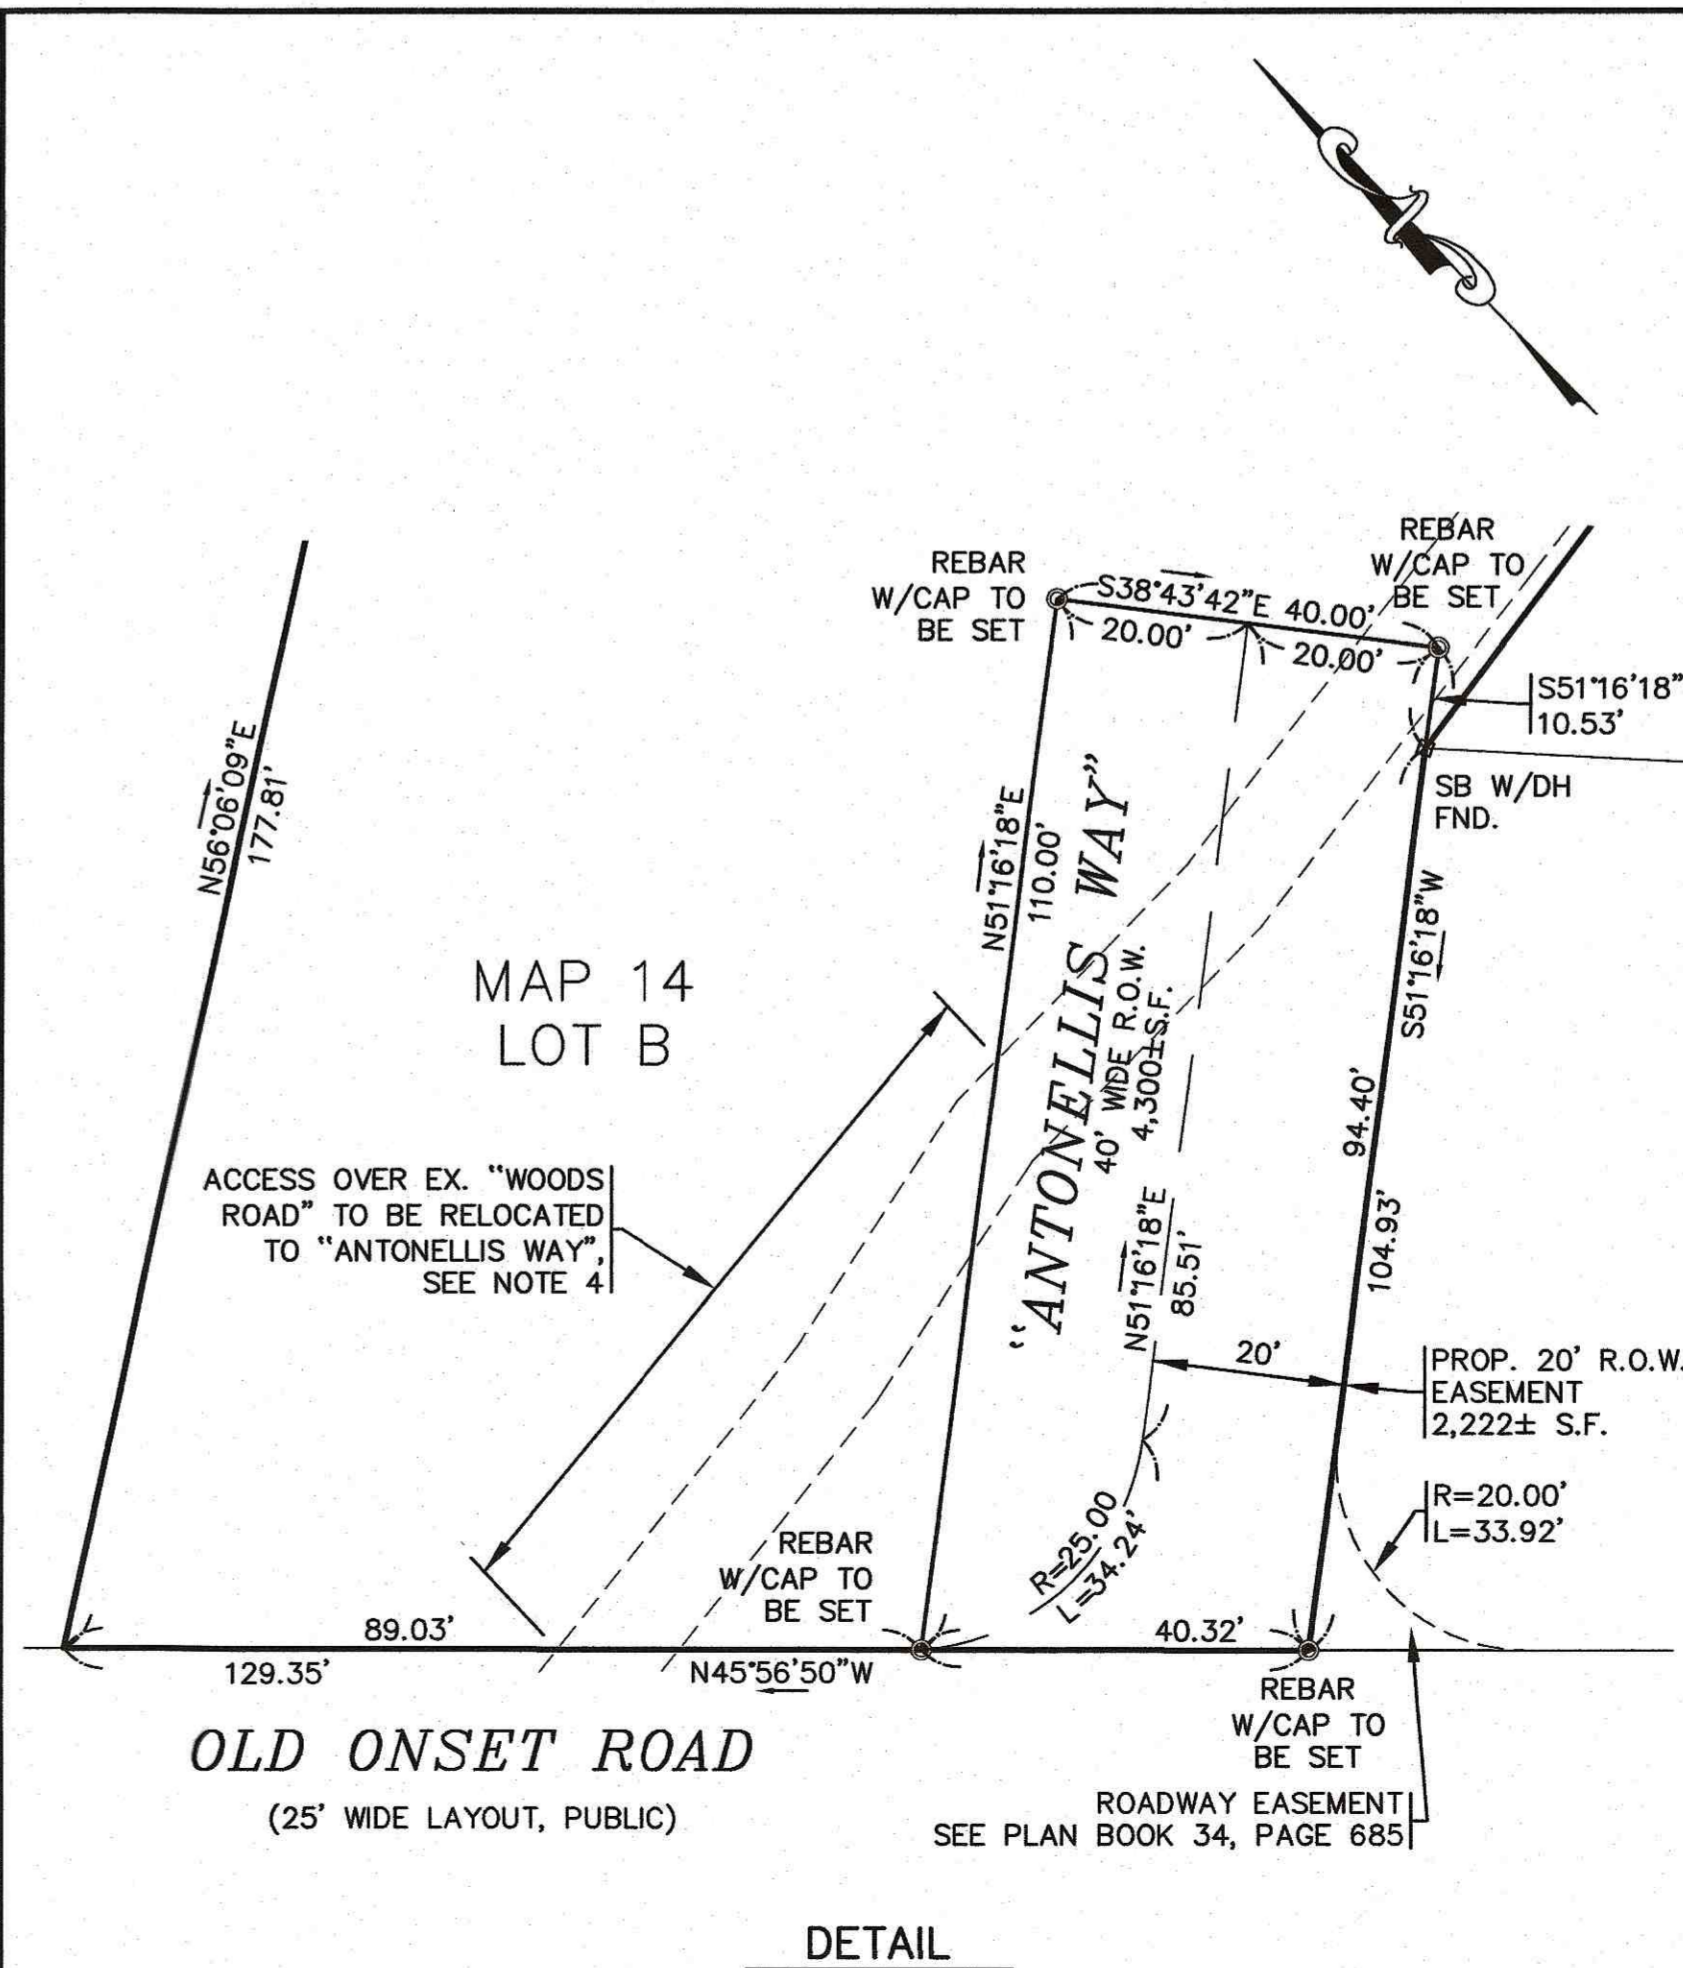 REBAR
W/CAP TO
BE SET
REBAR
W/CAP TO
BE SET
S38°43'42"E 40.00'
20.00'
20.00'
S51°16'18"
10.53'
SB W/DH
FND.
N56°06'09"E
177.81'
N51°16'18"E
110.00'
"ANTONELLIS WAY"
40' WIDE R.O.W.
4,300±S.F.
S51°16'18"W
94.40'
104.93'
MAP 14
LOT B
ACCESS OVER EX. "WOODS
ROAD" TO BE RELOCATED
TO "ANTONELLIS WAY",
SEE NOTE 4
N51°16'18"E
85.51'
20'
PROP. 20' R.O.W.
EASEMENT
2,222± S.F.
R=20.00'
L=33.92'
R=25.00
L=34.24'
REBAR
W/CAP TO
BE SET
89.03'
40.32'
129.35'
N45°56'50"W
REBAR
W/CAP TO
BE SET
OLD ONSET ROAD
(25' WIDE LAYOUT, PUBLIC)
ROADWAY EASEMENT
SEE PLAN BOOK 34, PAGE 685
DETAIL